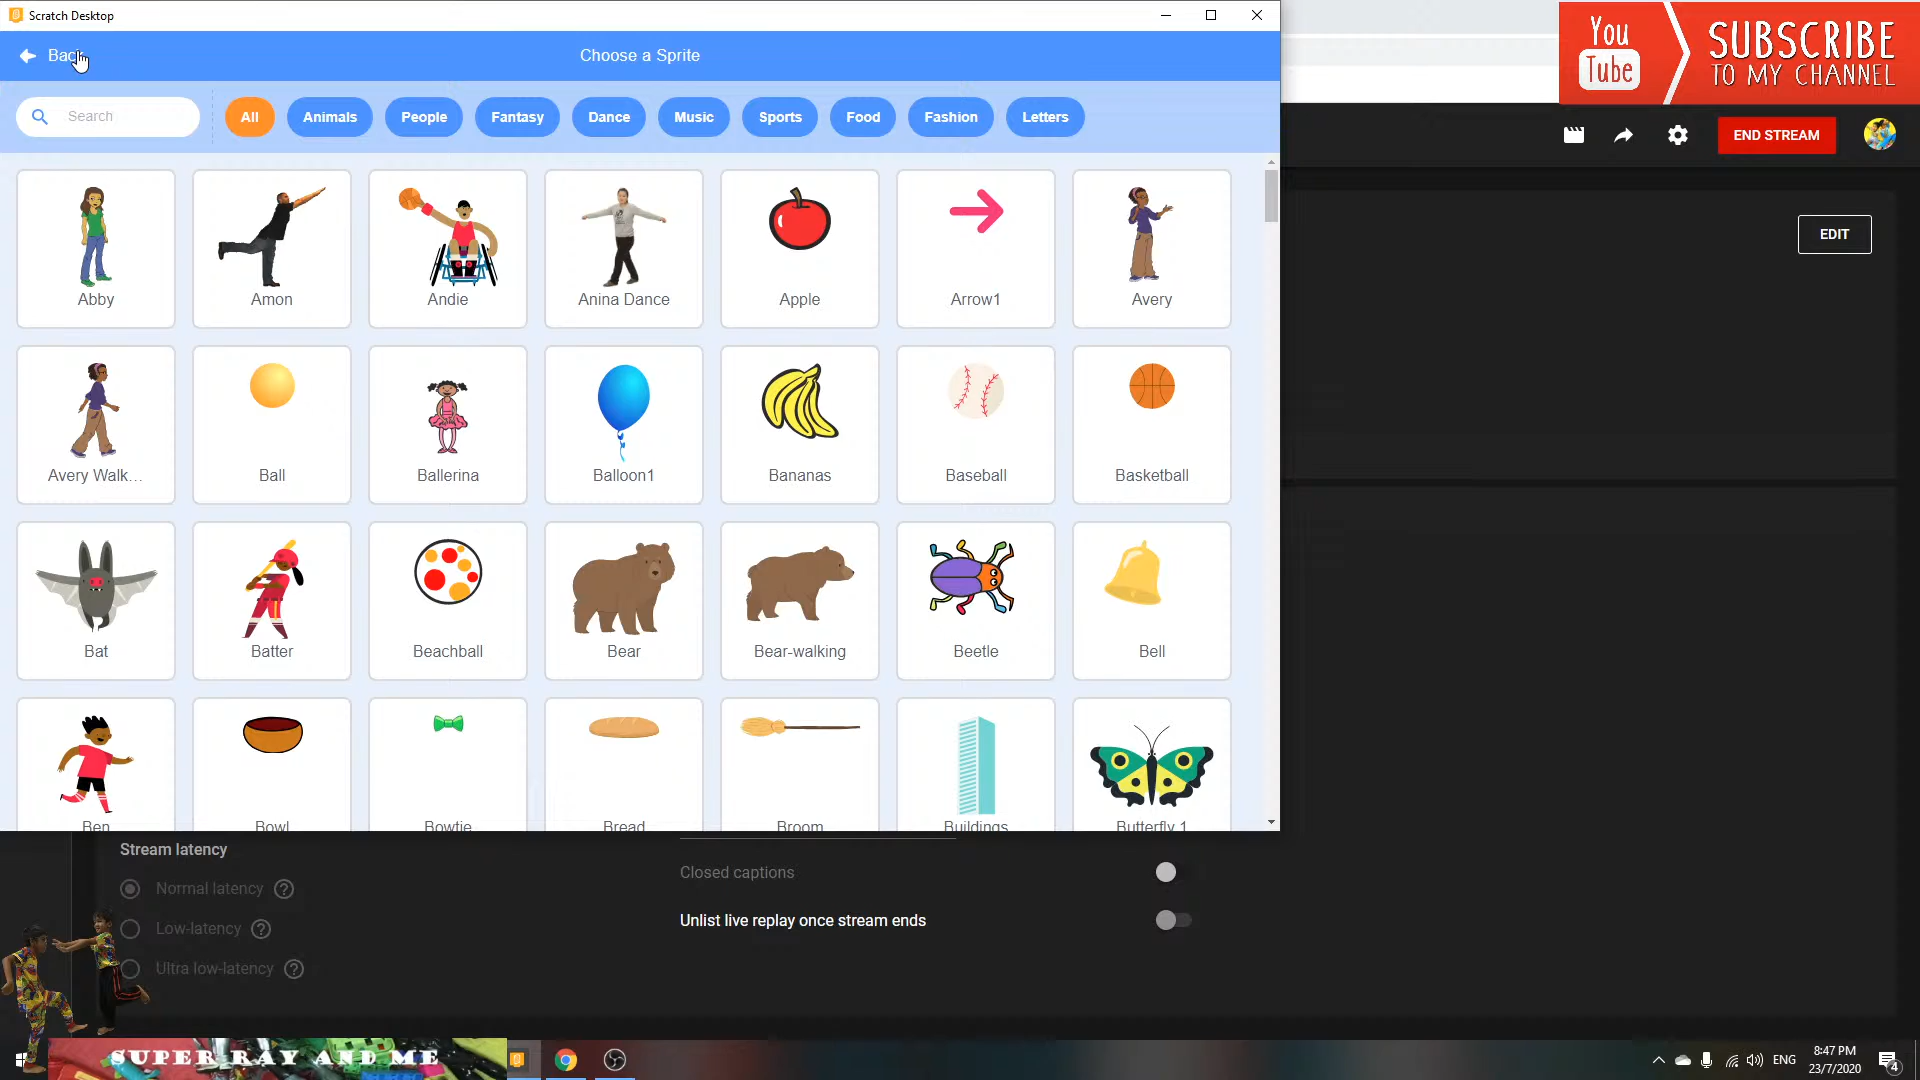 Scratch Desktop
Back
Choose a Sprite
Search
All
Animals
People
Fantasy
Dance
Music
Sports
Food
Fashion
Letters
You
Tube
SUBSCRIBE
TO MY CHANNEL
END STREAM
EDIT
Abby
Amon
Andie
Anina Dance
Apple
Arrow1
Avery
Avery Walk...
Ball
Ballerina
Balloon1
Bananas
Baseball
Basketball
Bat
Batter
Beachball
Bear
Bear-walking
Beetle
Bell
Ben
Bowl
Bowtie
Bread
Broom
Buildings
Butterfly 1
Stream latency
Normal latency
Low-latency
Ultra low-latency
Closed captions
Unlist live replay once stream ends
SUPER RAY AND ME
ENG
8:47 PM
23/7/2020
4